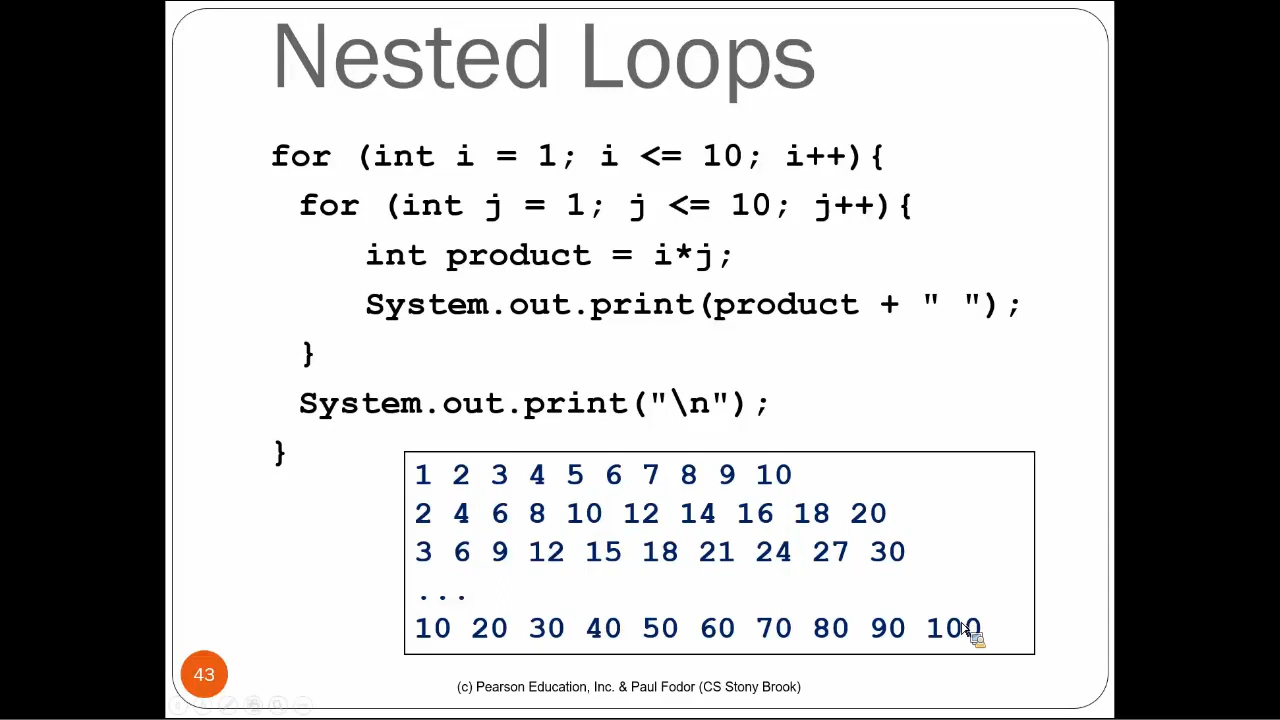 Nested Loops
for (int i = 1; i <= 10; i++){
for (int j = 1; j <= 10; j++){
int product = i*j;
System.out.print(product + " ");
}
System.out.print("\n");
}
1 2 3 4 5 6 7 8 9 10
2 4 6 8 10 12 14 16 18 20
3 6 9 12 15 18 21 24 27 30
...
10 20 30 40 50 60 70 80 90 100
43
(c) Pearson Education, Inc. & Paul Fodor (CS Stony Brook)